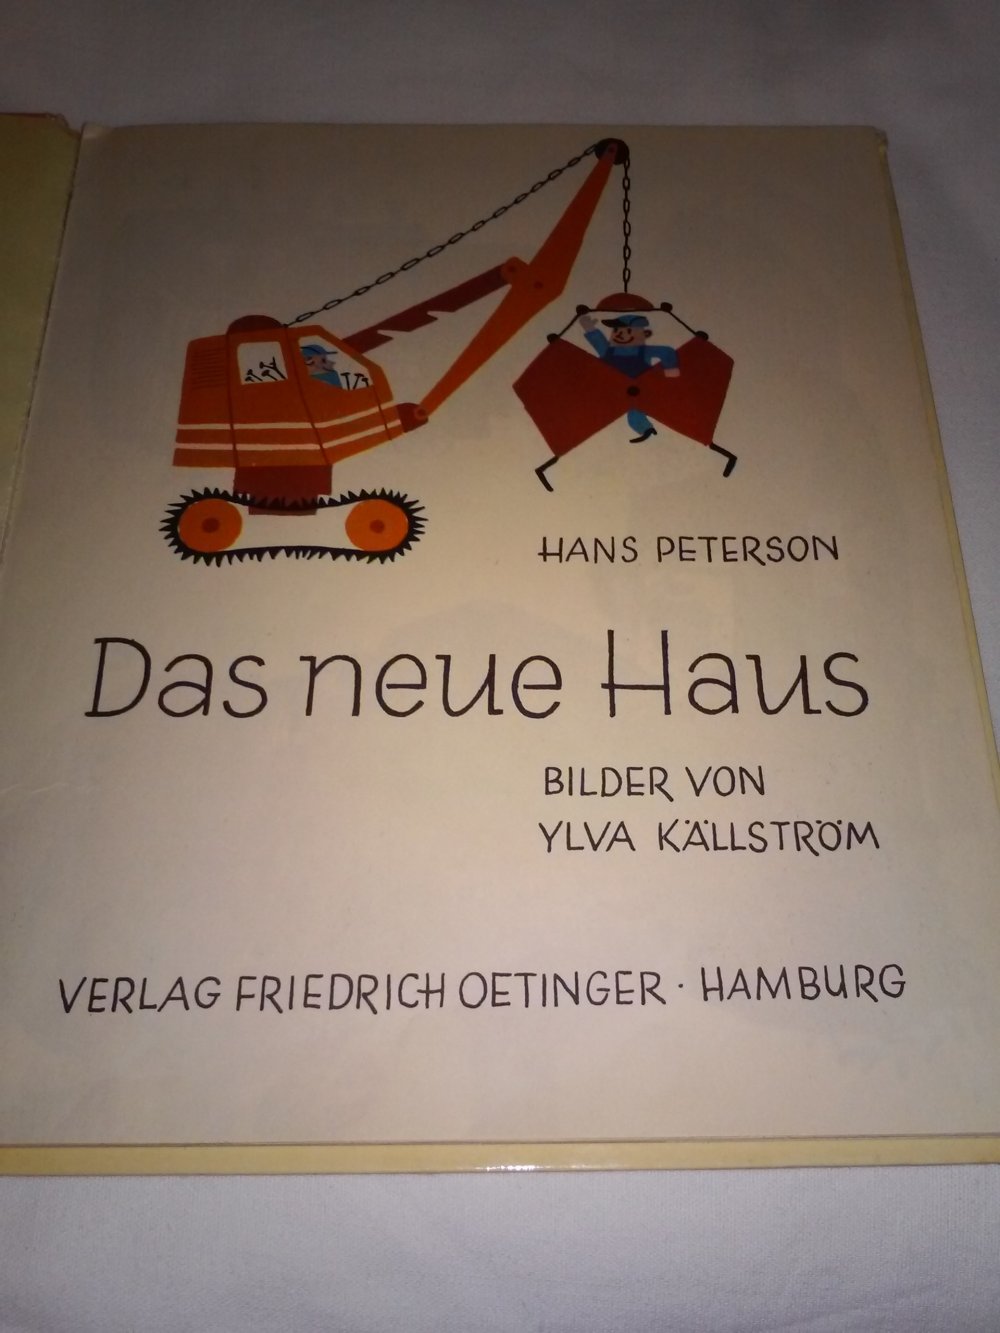 HANS PETERSON
Das neue Haus
BILDER VON
YLVA KÄLLSTRÖM
VERLAG FRIEDRICH OETINGER · HAMBURG